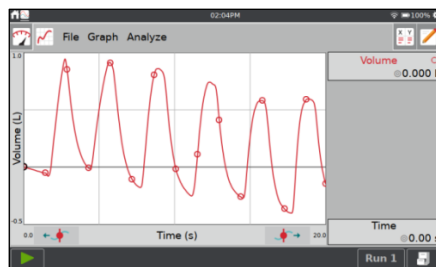 02:04PM
100%
File Graph Analyze
X Y
1.0
Volume (L)
-0.5
0.0
Time (s)
20.0
Volume
0.000
Time
0.00 s
Run 1